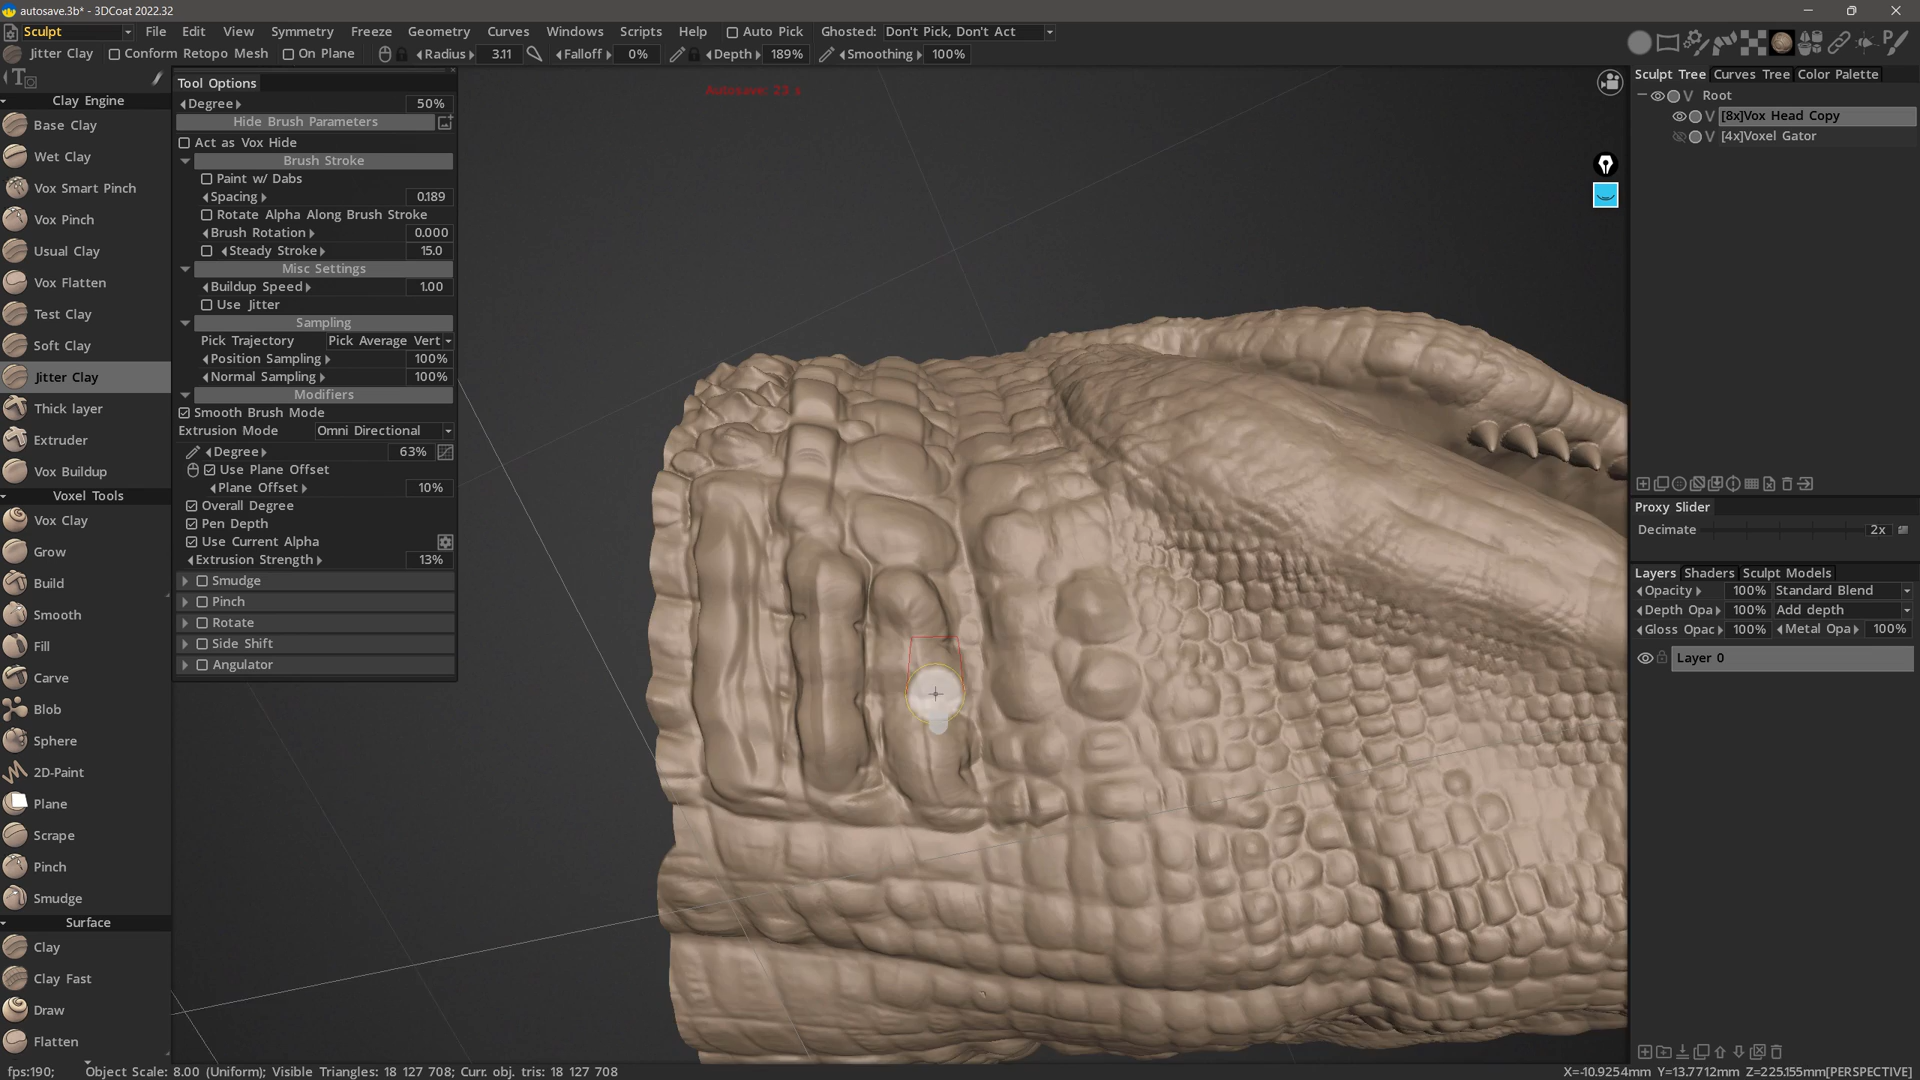 autosave.3b* - 3DCoat 2022.32
Sculpt File Edit View Symmetry Freeze Geometry Curves Windows Scripts Help Auto Pick Ghosted: Don't Pick, Don't Act
Jitter Clay Conform Retopo Mesh On Plane Radius 3.11 Falloff 0% Depth 189% Smoothing 100%
Clay Engine
Base Clay
Wet Clay
Vox Smart Pinch
Vox Pinch
Usual Clay
Vox Flatten
Test Clay
Soft Clay
Jitter Clay
Thick layer
Extruder
Vox Buildup
Voxel Tools
Vox Clay
Grow
Build
Smooth
Fill
Carve
Blob
Sphere
2D-Paint
Plane
Scrape
Pinch
Smudge
Surface
Clay
Clay Fast
Draw
Flatten
Tool Options
Degree 50%
Hide Brush Parameters
Act as Vox Hide
Brush Stroke
Paint w/ Dabs
Spacing 0.189
Rotate Alpha Along Brush Stroke
Brush Rotation 0.000
Steady Stroke 15.0
Misc Settings
Buildup Speed 1.00
Use Jitter
Sampling
Pick Trajectory Pick Average Vert
Position Sampling 100%
Normal Sampling 100%
Modifiers
Smooth Brush Mode
Extrusion Mode Omni Directional
Degree 63%
Use Plane Offset
Plane Offset 10%
Overall Degree
Pen Depth
Use Current Alpha
Extrusion Strength 13%
Smudge
Pinch
Rotate
Side Shift
Angulator
Autosave: 23 s
Sculpt Tree Curves Tree Color Palette
V Root
V [8x]Vox Head Copy
V [4x]Voxel Gator
Proxy Slider
Decimate 2x
Layers Shaders Sculpt Models
Opacity 100% Standard Blend
Depth Opa 100% Add depth
Gloss Opac 100% Metal Opa 100%
Layer 0
fps:190; Object Scale: 8.00 (Uniform); Visible Triangles: 18 127 708; Curr. obj. tris: 18 127 708
X=-10.9254mm Y=13.7712mm Z=225.155mm[PERSPECTIVE]